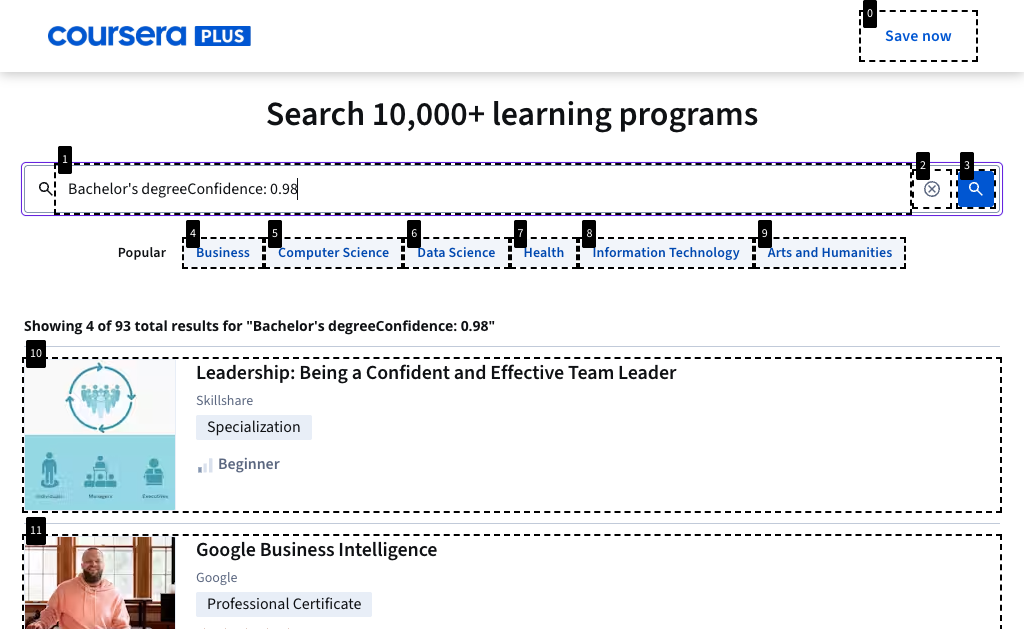 coursera PLUS
0
Save now
Search 10,000+ learning programs
1
2
3
Bachelor's degreeConfidence: 0.98
4
5
6
7
8
9
Popular
Business
Computer Science
Data Science
Health
Information Technology
Arts and Humanities
Showing 4 of 93 total results for "Bachelor's degreeConfidence: 0.98"
10
Leadership: Being a Confident and Effective Team Leader
Skillshare
Specialization
Beginner
Managers
Executives
11
Google Business Intelligence
Google
Professional Certificate